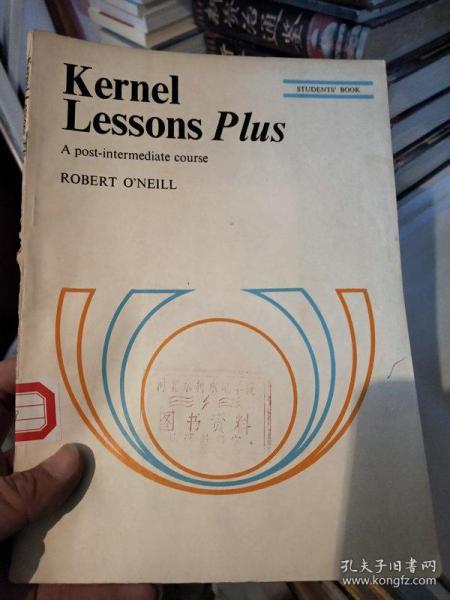 Kernel
Lessons Plus
STUDENTS' BOOK
A post-intermediate course
ROBERT O'NEILL
图书资料
孔夫子旧书网
www.kongfz.com